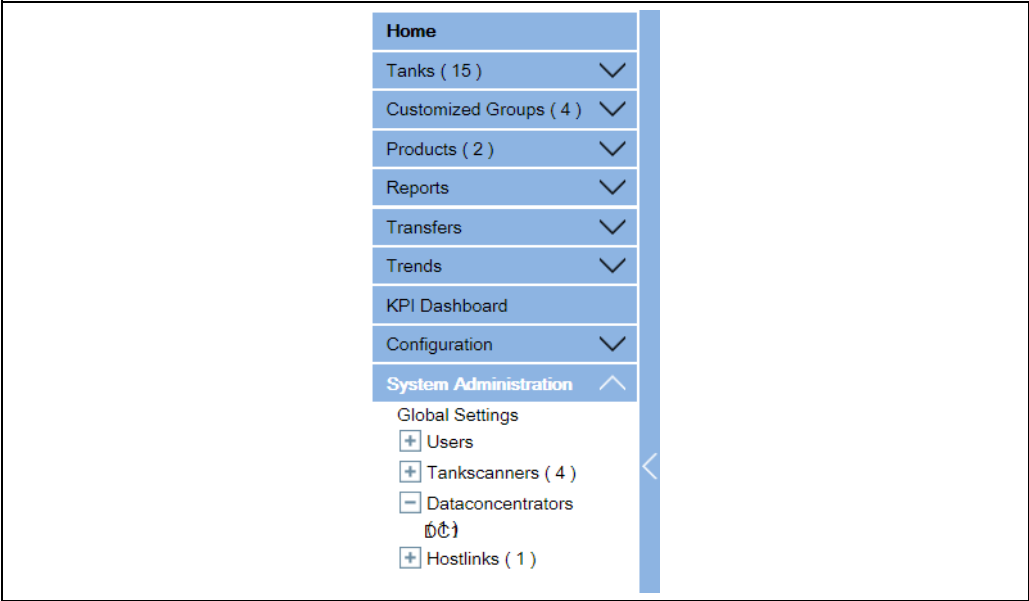 Home
Tanks ( 15 )
Customized Groups ( 4 )
Products ( 2 )
Reports
Transfers
Trends
KPI Dashboard
Configuration
System Administration
Global Settings
Users
Tankscanners ( 4 )
Dataconcentrators
Hostlinks ( 1 )